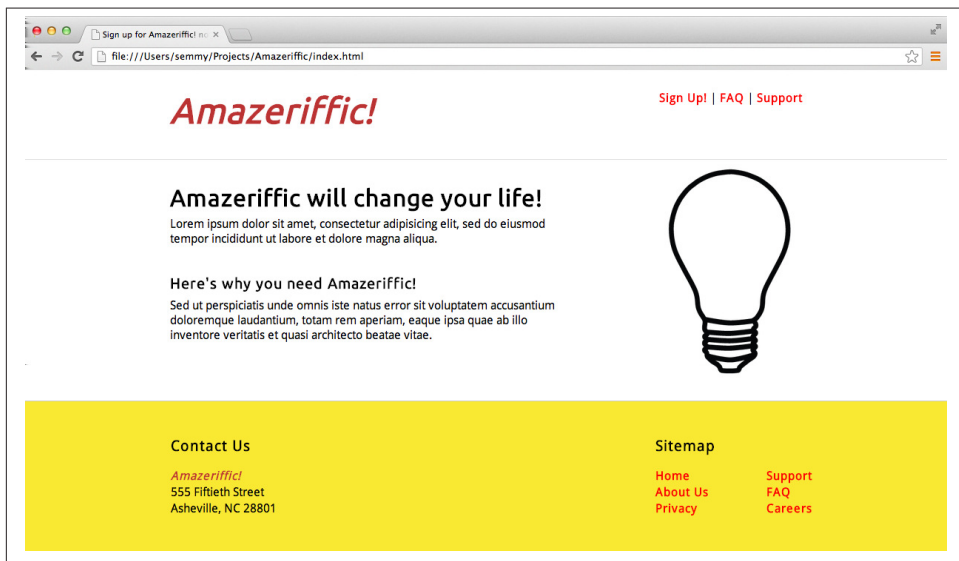 Sign up for Amazeriffic! no
file:///Users/semmy/Projects/Amazeriffic/index.html
Amazeriffic!
Sign Up! | FAQ | Support
Amazeriffic will change your life!
Lorem ipsum dolor sit amet, consectetur adipisicing elit, sed do eiusmod
tempor incididunt ut labore et dolore magna aliqua.
Here's why you need Amazeriffic!
Sed ut perspiciatis unde omnis iste natus error sit voluptatem accusantium
doloremque laudantium, totam rem aperiam, eaque ipsa quae ab illo
inventore veritatis et quasi architecto beatae vitae.
Contact Us
Amazeriffic!
555 Fiftieth Street
Asheville, NC 28801
Sitemap
Home
About Us
Privacy
Support
FAQ
Careers